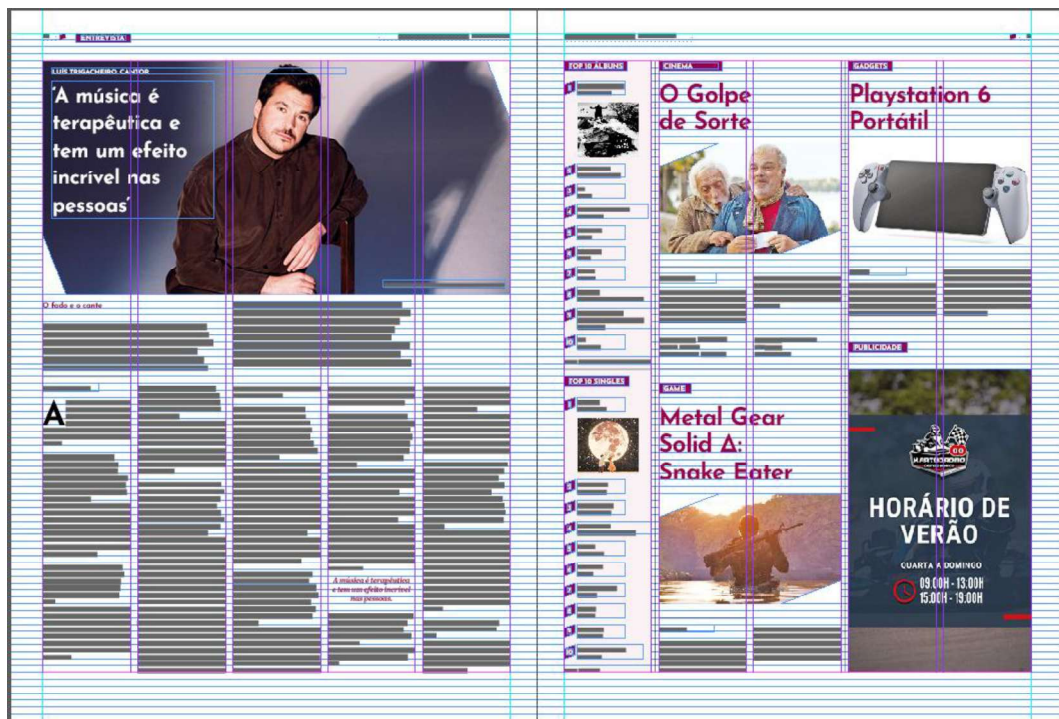 ENTREVISTA
LUÍS TRIGACHEIRO, CANTOR
‘A música é
terapêutica e
tem um efeito
incrível nas
pessoas’
O fado e o cante
A
A música é terapêutica
e tem um efeito incrível
nas pessoas.
TOP 10 ÁLBUNS
TOP 10 SINGLES
CINEMA
O Golpe
de Sorte
GAME
Metal Gear
Solid Δ:
Snake Eater
GADGETS
Playstation 6
Portátil
PUBLICIDADE
HORÁRIO DE
VERÃO
QUARTA A DOMINGO
09.00H - 13:00H
15.00H - 19.00H